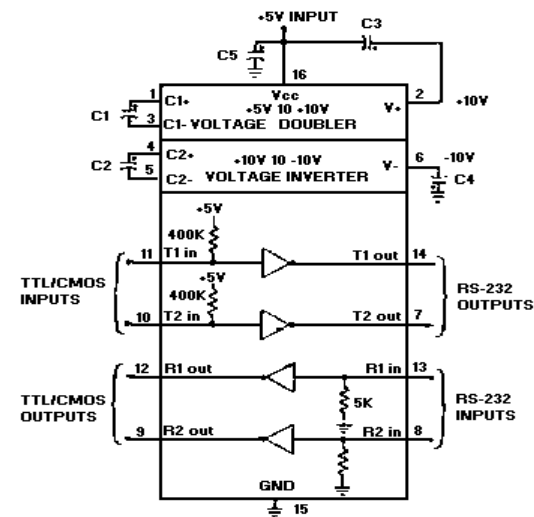 +5V INPUT
C3
C5
16
1
C1+
Vcc
2
C1
+5V 10 +10V
V+
+10V
3
C1-
VOLTAGE DOUBLER
4
C2+
+10V 10 -10V
V-
6
-10V
C2
5
C2-
VOLTAGE INVERTER
C4
+5V
400K
11
T1 in
T1 out
14
TTL/CMOS
INPUTS
+5V
400K
RS-232
OUTPUTS
10
T2 in
T2 out
7
12
R1 out
R1 in
13
TTL/CMOS
OUTPUTS
5K
RS-232
INPUTS
9
R2 out
R2 in
8
GND
15